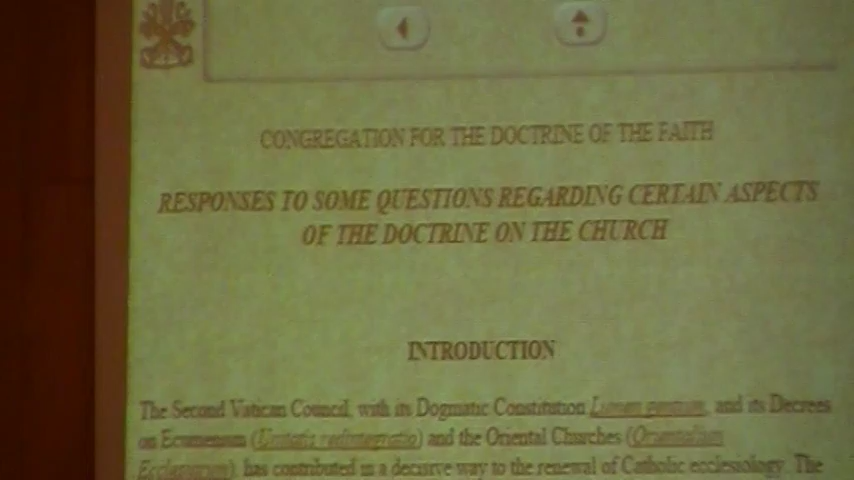 CONGREGATION FOR THE DOCTRINE OF THE FAITH
RESPONSES TO SOME QUESTIONS REGARDING CERTAIN ASPECTS
OF THE DOCTRINE ON THE CHURCH
INTRODUCTION
The Second Vatican Council, with its Dogmatic Constitution Lumen gentium, and its Decrees
on Ecumenism (Unitatis redintegratio) and the Oriental Churches (Orientalium
Ecclesiarum), has contributed in a decisive way to the renewal of Catholic ecclesiology. The